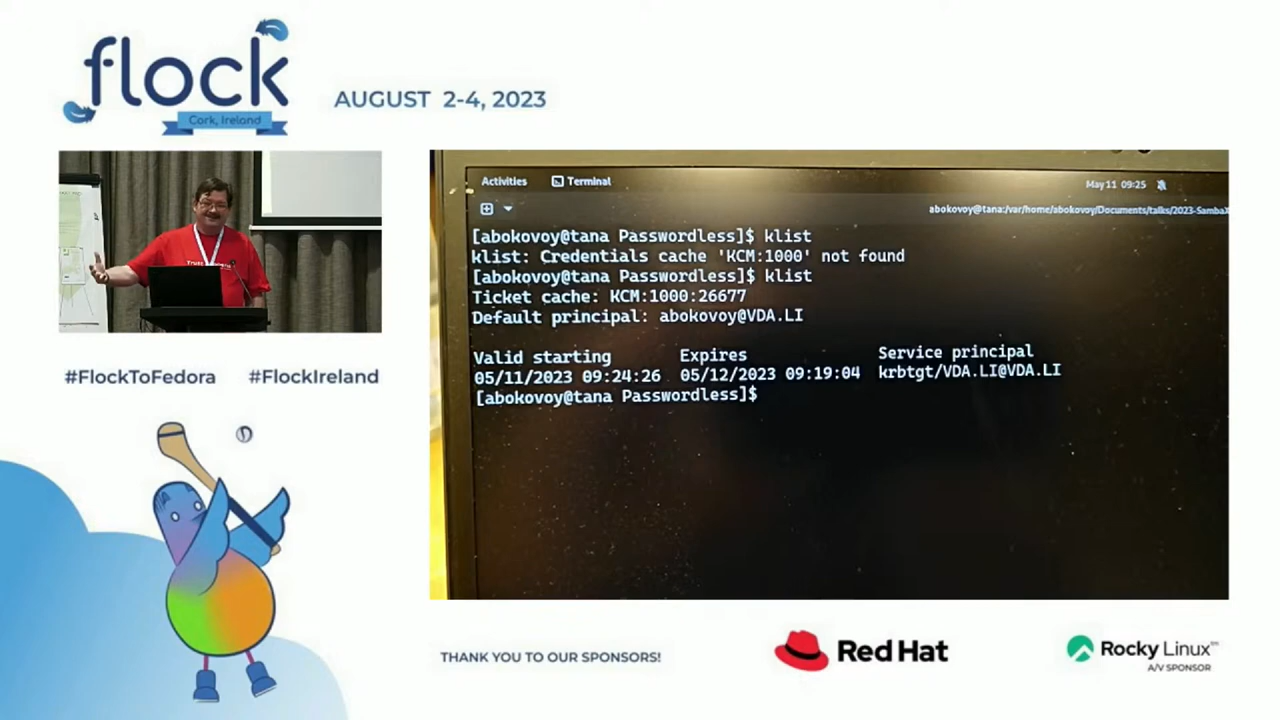 flock
Cork, Ireland
AUGUST 2-4, 2023
Activities
Terminal
May 11 09:25
abokovoy@tana:/var/home/abokovoy/Documents/talks/2023-Samba
[abokovoy@tana Passwordless]$ klist
klist: Credentials cache 'KCM:1000' not found
[abokovoy@tana Passwordless]$ klist
Ticket cache: KCM:1000:26677
Default principal: abokovoy@VDA.LI
Valid starting Expires Service principal
05/11/2023 09:24:26 05/12/2023 09:19:04 krbtgt/VDA.LI@VDA.LI
[abokovoy@tana Passwordless]$
#FlockToFedora #FlockIreland
THANK YOU TO OUR SPONSORS!
Red Hat
Rocky Linux™
A/V SPONSOR